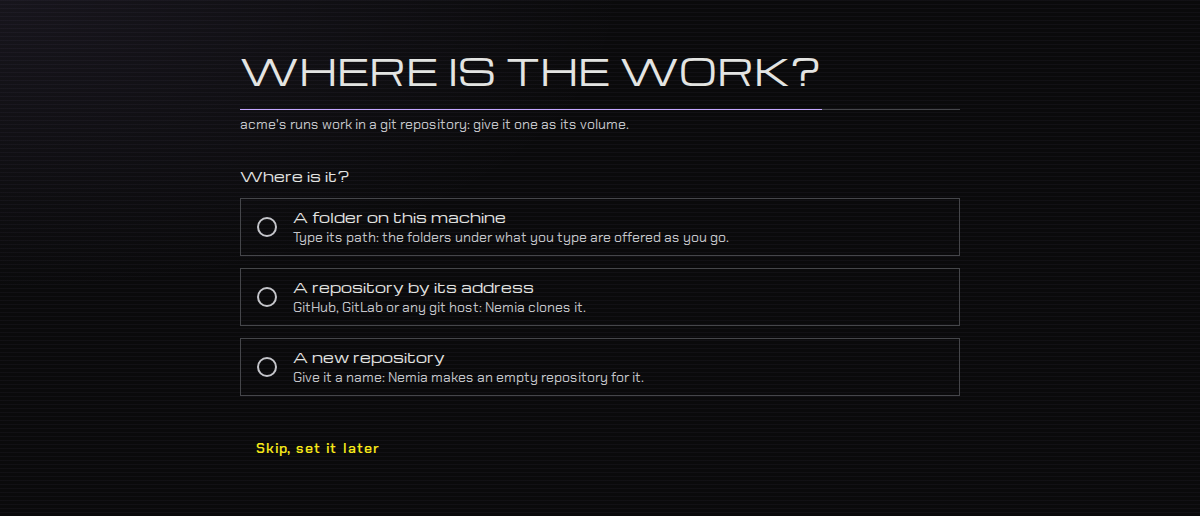 WHERE IS THE WORK?
acme's runs work in a git repository: give it one as its volume.
Where is it?
A folder on this machine
Type its path: the folders under what you type are offered as you go.
A repository by its address
GitHub, GitLab or any git host: Nemia clones it.
A new repository
Give it a name: Nemia makes an empty repository for it.
Skip, set it later